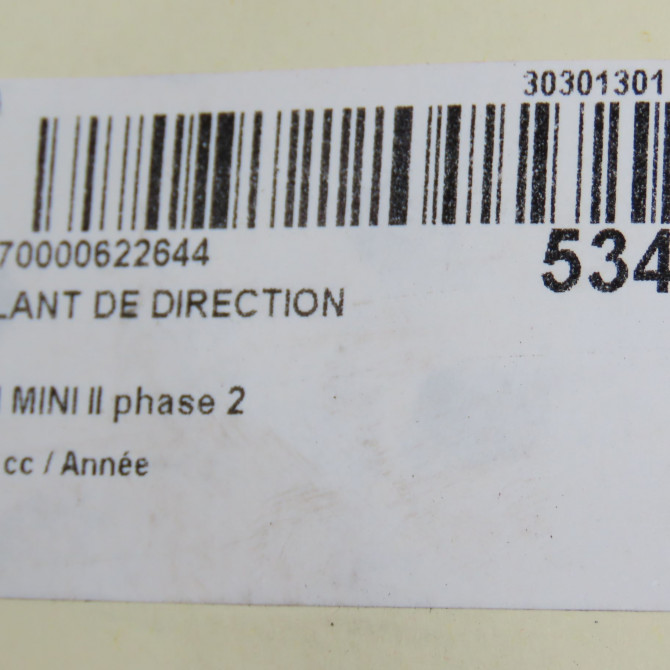 30301301
70000622644
534
LANT DE DIRECTION
MINI II phase 2
cc / Année